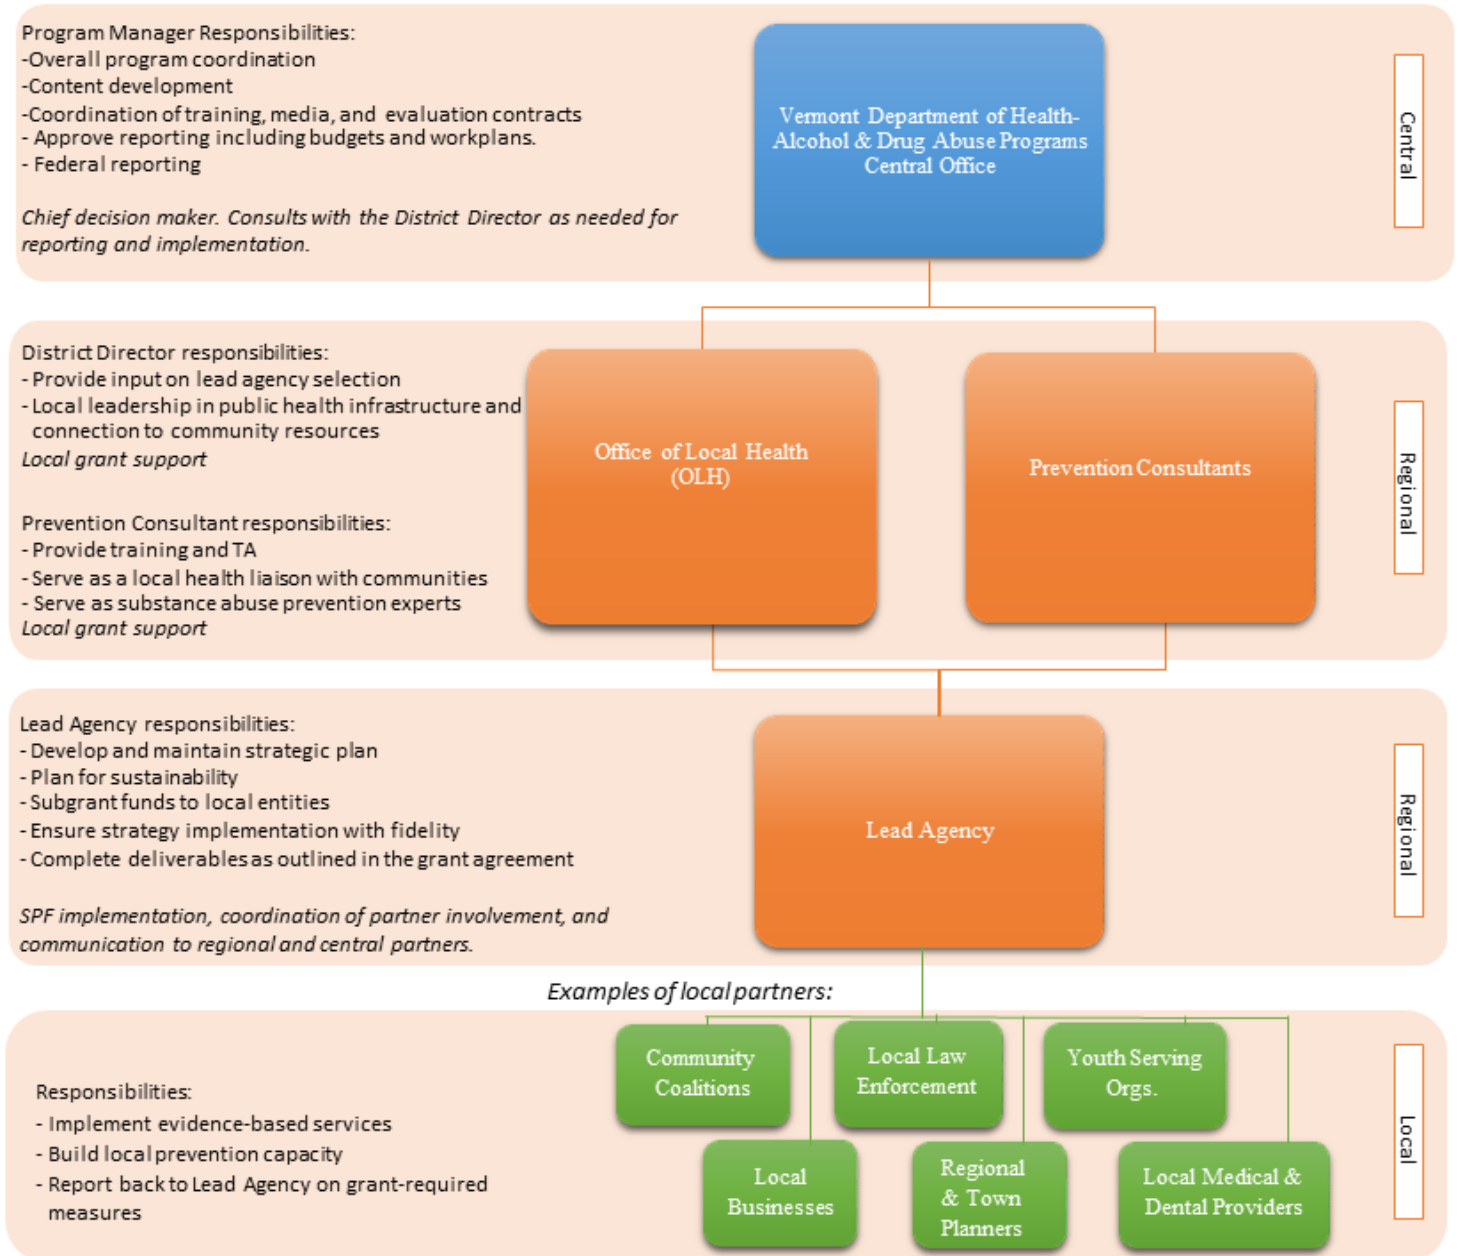 Program Manager Responsibilities:
-Overall program coordination
-Content development
-Coordination of training, media, and evaluation contracts
- Approve reporting including budgets and workplans.
- Federal reporting
Chief decision maker. Consults with the District Director as needed for
reporting and implementation.
Vermont Department of Health-
Alcohol & Drug Abuse Programs
Central Office
Central
District Director responsibilities:
- Provide input on lead agency selection
- Local leadership in public health infrastructure and
connection to community resources
Local grant support
Prevention Consultant responsibilities:
- Provide training and TA
- Serve as a local health liaison with communities
- Serve as substance abuse prevention experts
Local grant support
Office of Local Health
(OLH)
Prevention Consultants
Regional
Lead Agency responsibilities:
- Develop and maintain strategic plan
- Plan for sustainability
- Subgrant funds to local entities
- Ensure strategy implementation with fidelity
- Complete deliverables as outlined in the grant agreement
SPF implementation, coordination of partner involvement, and
communication to regional and central partners.
Lead Agency
Regional
Examples of local partners:
Responsibilities:
- Implement evidence-based services
- Build local prevention capacity
- Report back to Lead Agency on grant-required
measures
Community
Coalitions
Local Law
Enforcement
Youth Serving
Orgs.
Local
Businesses
Regional
& Town
Planners
Local Medical &
Dental Providers
Local